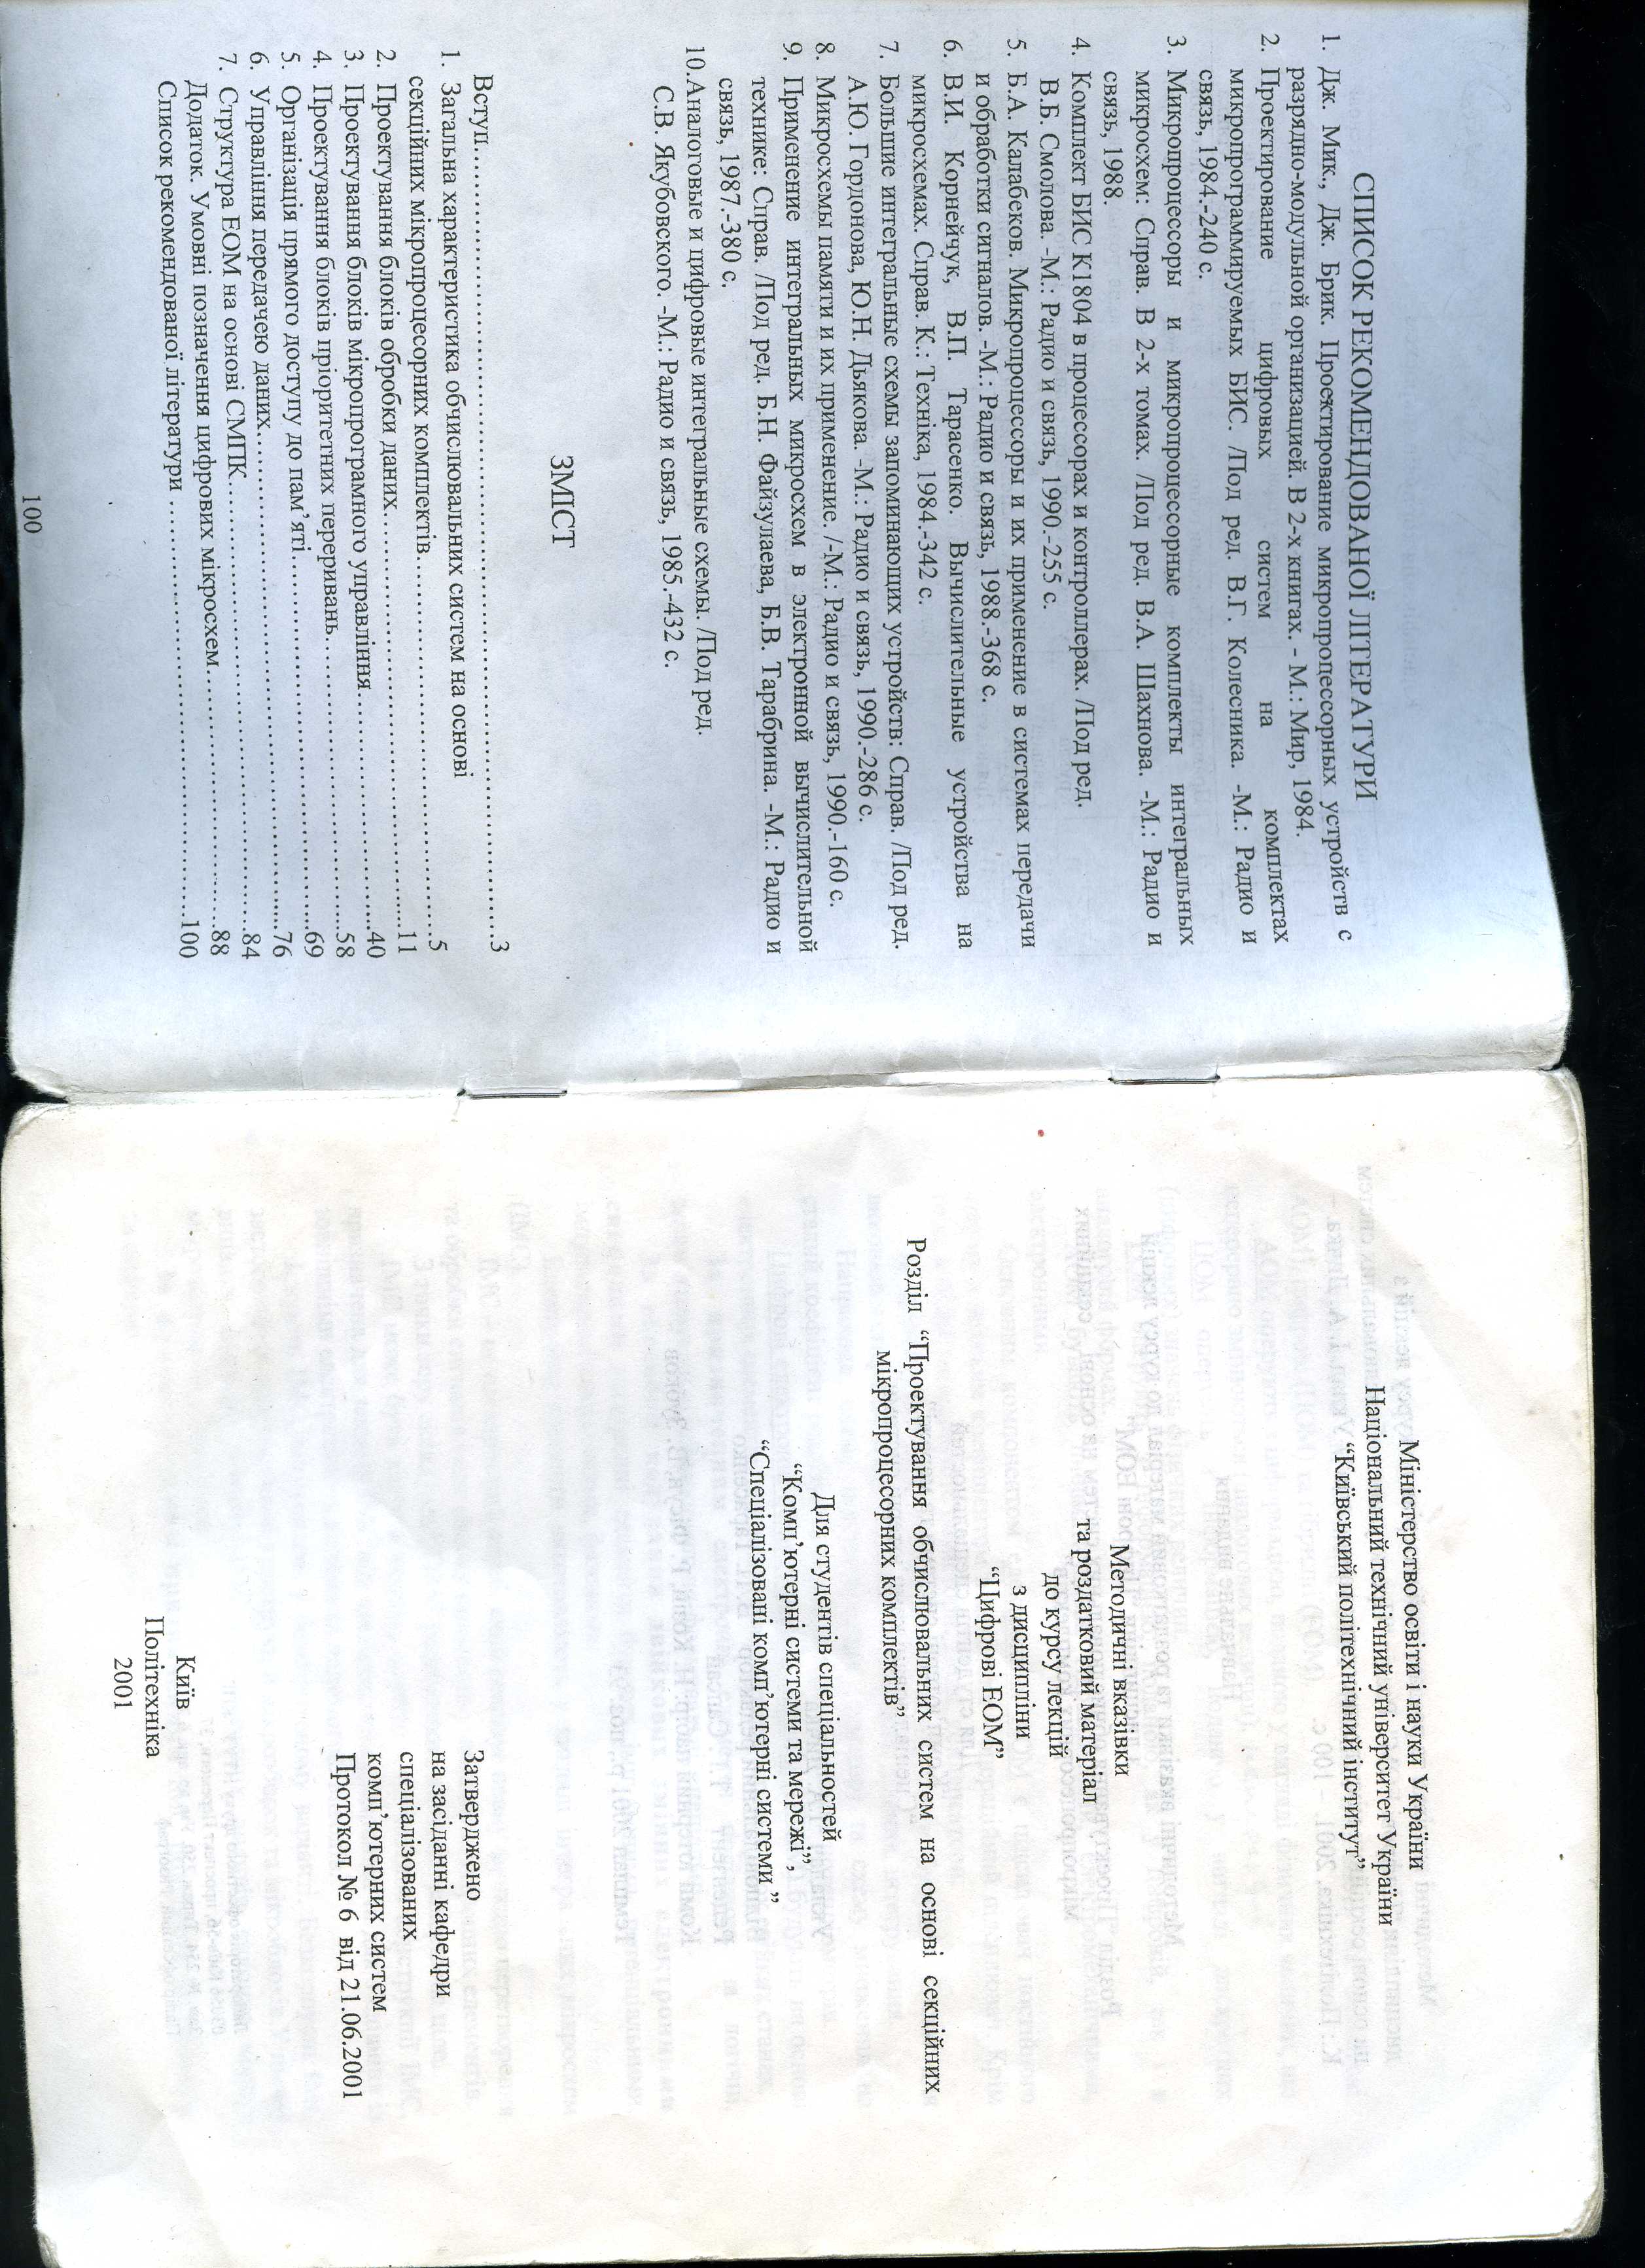 СПИСОК РЕКОМЕНДОВАНОЇ ЛІТЕРАТУРИ
1. Дж. Мик., Дж. Брик. Проектирование микропроцессорных устройств с
разрядно-модульной организацией. В 2-х книгах. - М.: Мир, 1984.
2. Проектирование цифровых систем на комплектах
микропрограммируемых БИС. /Под ред. В.Г. Колесника. -М.: Радио и
связь, 1984.-240 с.
3. Микропроцессоры и микропроцессорные комплекты интегральных
микросхем: Справ. В 2-х томах. /Под ред. В.А. Шахнова. -М.: Радио и
связь, 1988.
4. Комплект БИС К1804 в процессорах и контроллерах. /Под ред.
В.Б. Смолова. -М.: Радио и связь, 1990.-255 с.
5. Б.А. Калабеков. Микропроцессоры и их применение в системах передачи
и обработки сигналов. -М.: Радио и связь, 1988.-368 с.
6. В.И. Корнейчук, В.П. Тарасенко. Вычислительные устройства на
микросхемах. Справ. К.: Техніка, 1984.-342 с.
7. Большие интегральные схемы запоминающих устройств: Справ. /Под ред.
А.Ю. Гордонова, Ю.Н. Дьякова. -М.: Радио и связь, 1990.-286 с.
8. Микросхемы памяти и их применение. /-М.: Радио и связь, 1990.-160 с.
9. Применение интегральных микросхем в электронной вычислительной
технике: Справ. /Под ред. Б.Н. Файзулаева, Б.В. Тарабрина. -М.: Радио и
связь, 1987.-380 с.
10.Аналоговые и цифровые интегральные схемы. /Под ред.
С.В. Якубовского. -М.: Радио и связь, 1985.-432 с.
ЗМІСТ
Вступ.......................................................3
1. Загальна характеристика обчислювальних систем на основі
секційних мікропроцесорних комплектів.......................5
2. Проектування блоків обробки даних.......................11
3. Проектування блоків мікропрограмного управління.......................40
4. Проектування блоків пріоритетних переривань.......................58
5. Організація прямого доступу до пам’яті.......................69
6. Управління передачею даних.......................76
7. Структура ЕОМ на основі СМПК.......................84
Додаток. Умовні позначення цифрових мікросхем.......................88
Список рекомендованої літератури .......................100
100
Міністерство освіти і науки України
Національний технічний університет України
“Київський політехнічний інститут”
Методичні вказівки
та роздатковий матеріал
до курсу лекцій
з дисципліни
“Цифрові ЕОМ”
Розділ “Проектування обчислювальних систем на основі секційних
мікропроцесорних комплектів”
Для студентів спеціальностей
“Комп’ютерні системи та мережі”,
“Спеціалізовані комп’ютерні системи ”
Затверджено
на засіданні кафедри
спеціалізованих
комп’ютерних систем
Протокол № 6 від 21.06.2001
Київ
Політехніка
2001